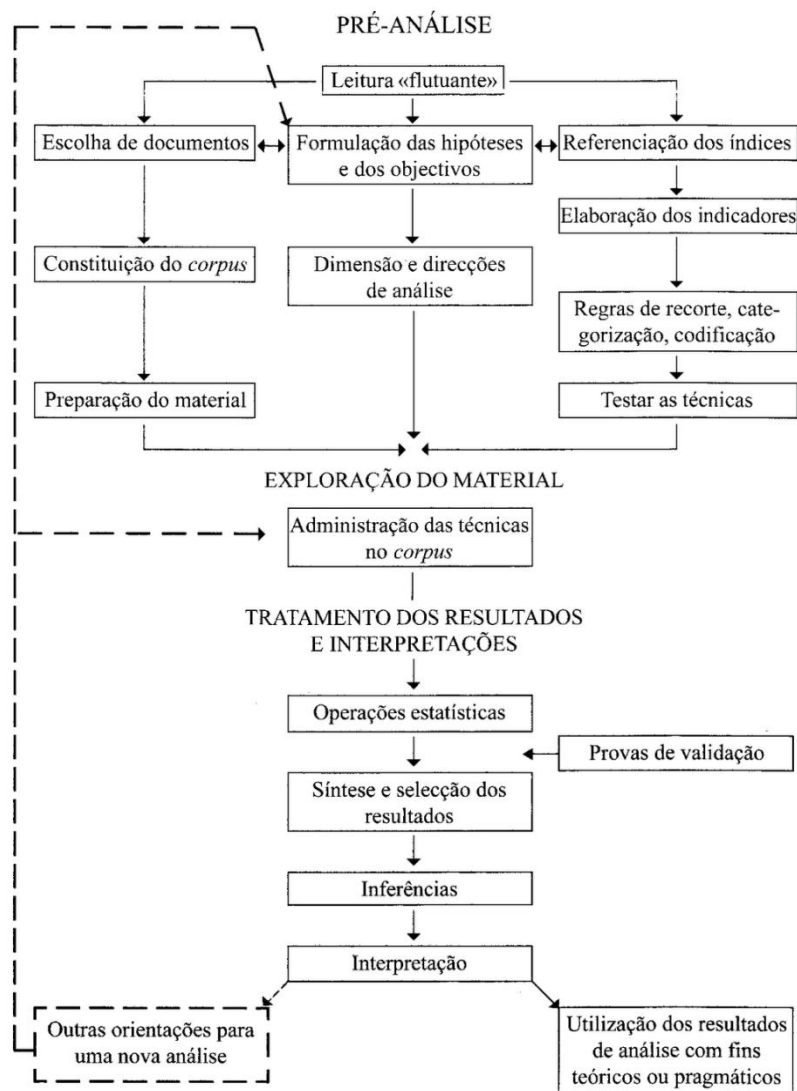 PRÉ-ANÁLISE
Leitura «flutuante»
Escolha de documentos
Formulação das hipóteses
e dos objectivos
Referenciação dos índices
Elaboração dos indicadores
Constituição do corpus
Dimensão e direcções
de análise
Regras de recorte, cate-
gorização, codificação
Preparação do material
Testar as técnicas
EXPLORAÇÃO DO MATERIAL
Administração das técnicas
no corpus
TRATAMENTO DOS RESULTADOS
E INTERPRETAÇÕES
Operações estatísticas
Provas de validação
Síntese e selecção dos
resultados
Inferências
Interpretação
Outras orientações para
uma nova análise
Utilização dos resultados
de análise com fins
teóricos ou pragmáticos